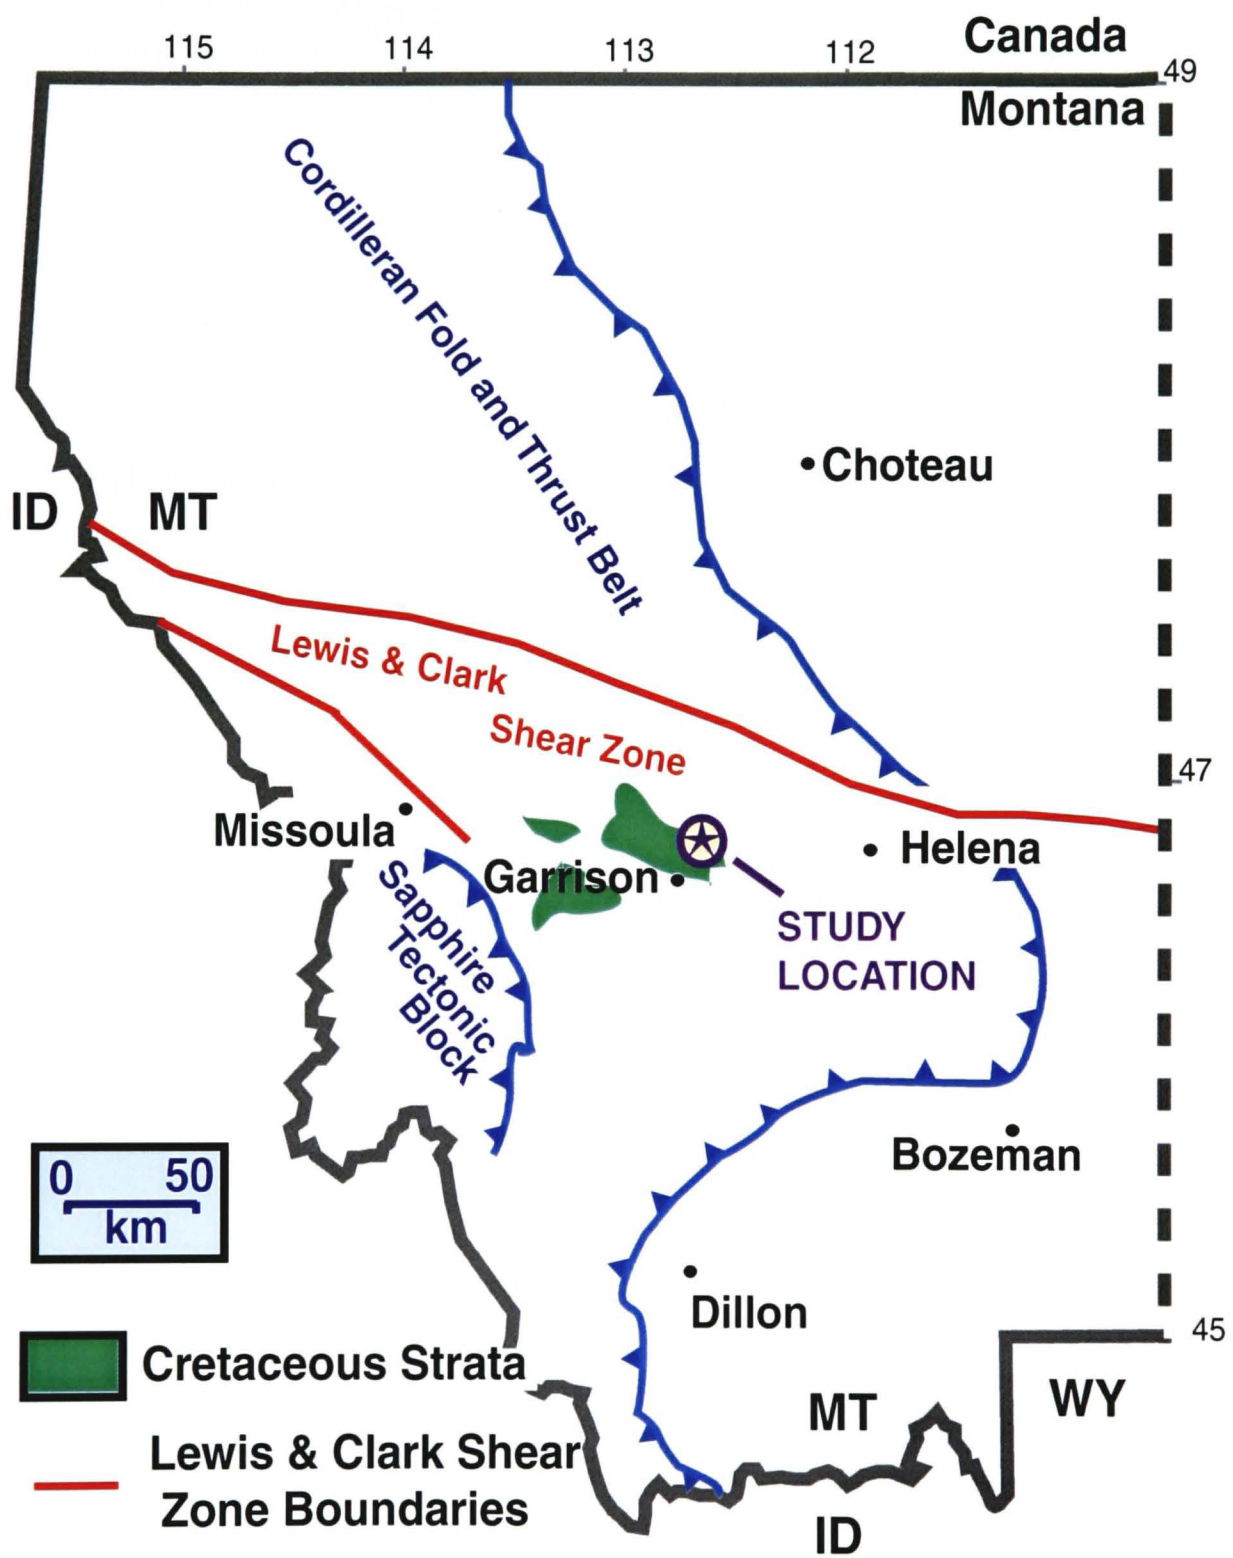 115
114
113
112
Canada
49
Montana
Cordilleran Fold and Thrust Belt
Choteau
ID
MT
Lewis & Clark
Shear Zone
47
Missoula
Helena
Garrison
STUDY
LOCATION
Sapphire
Tectonic
Block
Bozeman
0 50
km
Dillon
45
Cretaceous Strata
MT
WY
Lewis & Clark Shear
Zone Boundaries
ID